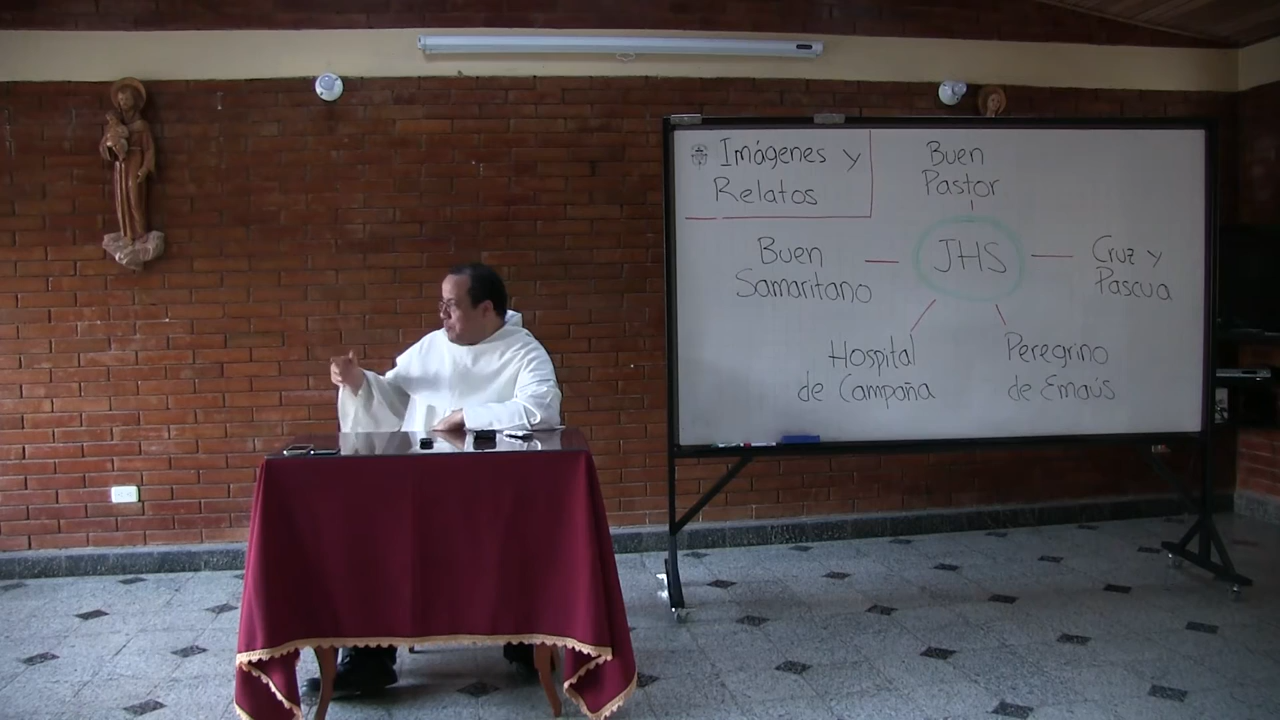 Imágenes y
Relatos
Buen
Pastor
Buen
Samaritano
JHS
Cruz y
Pascua
Hospital
de Campaña
Peregrino
de Emaús